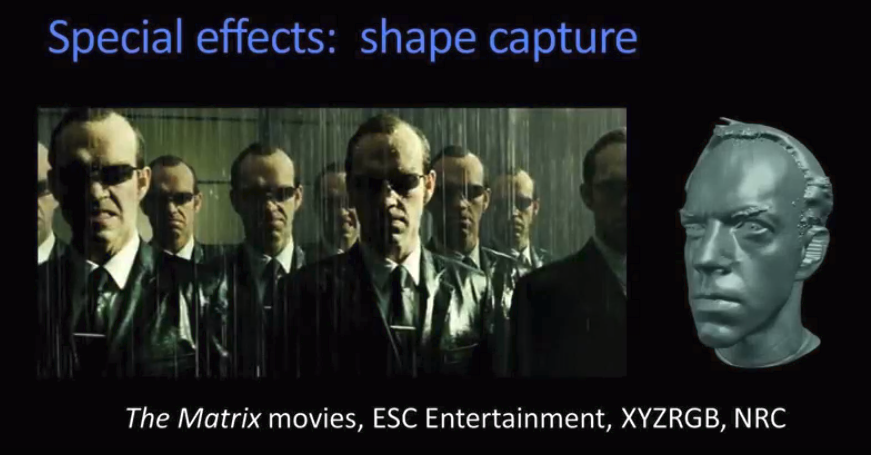 Special effects: shape capture
The Matrix movies, ESC Entertainment, XYZRGB, NRC